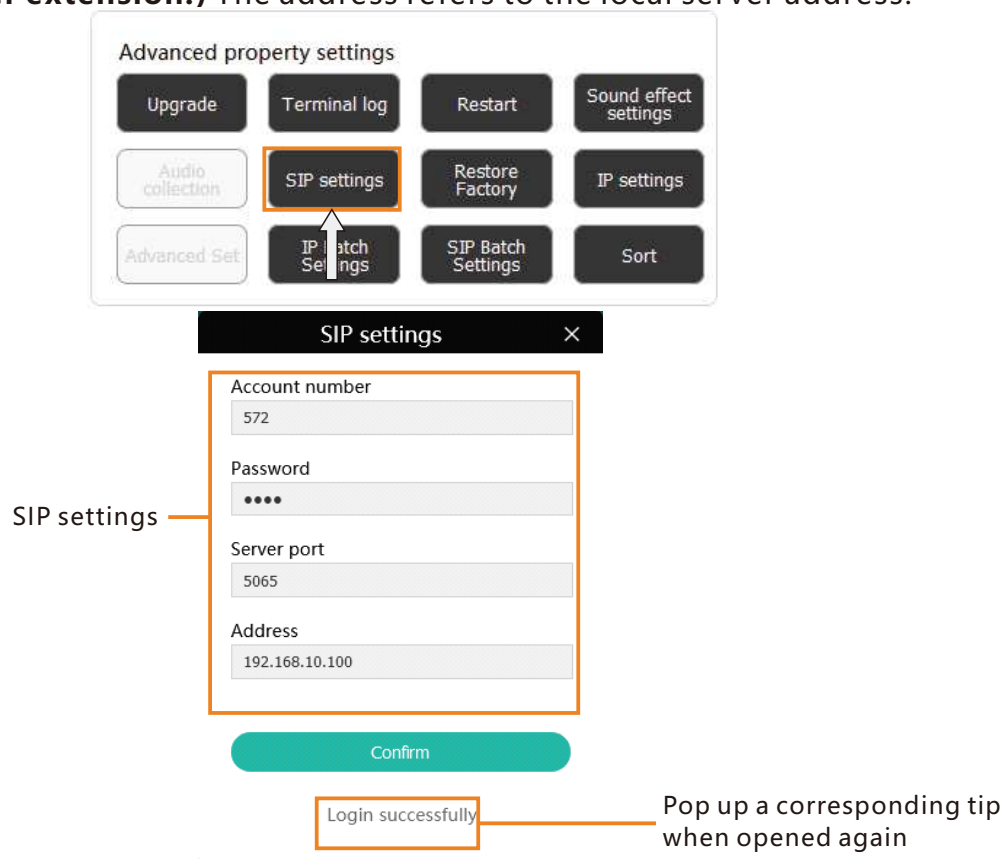 extension.) The address refers to the local server address.
Advanced property settings
Upgrade
Terminal log
Restart
Sound effect
settings
Audio
collection
SIP settings
Restore
Factory
IP settings
Advanced Set
IP Batch
Settings
SIP Batch
Settings
Sort
SIP settings ×
Account number
572
Password
••••
Server port
5065
Address
192.168.10.100
SIP settings
Confirm
Login successfully
Pop up a corresponding tip
when opened again